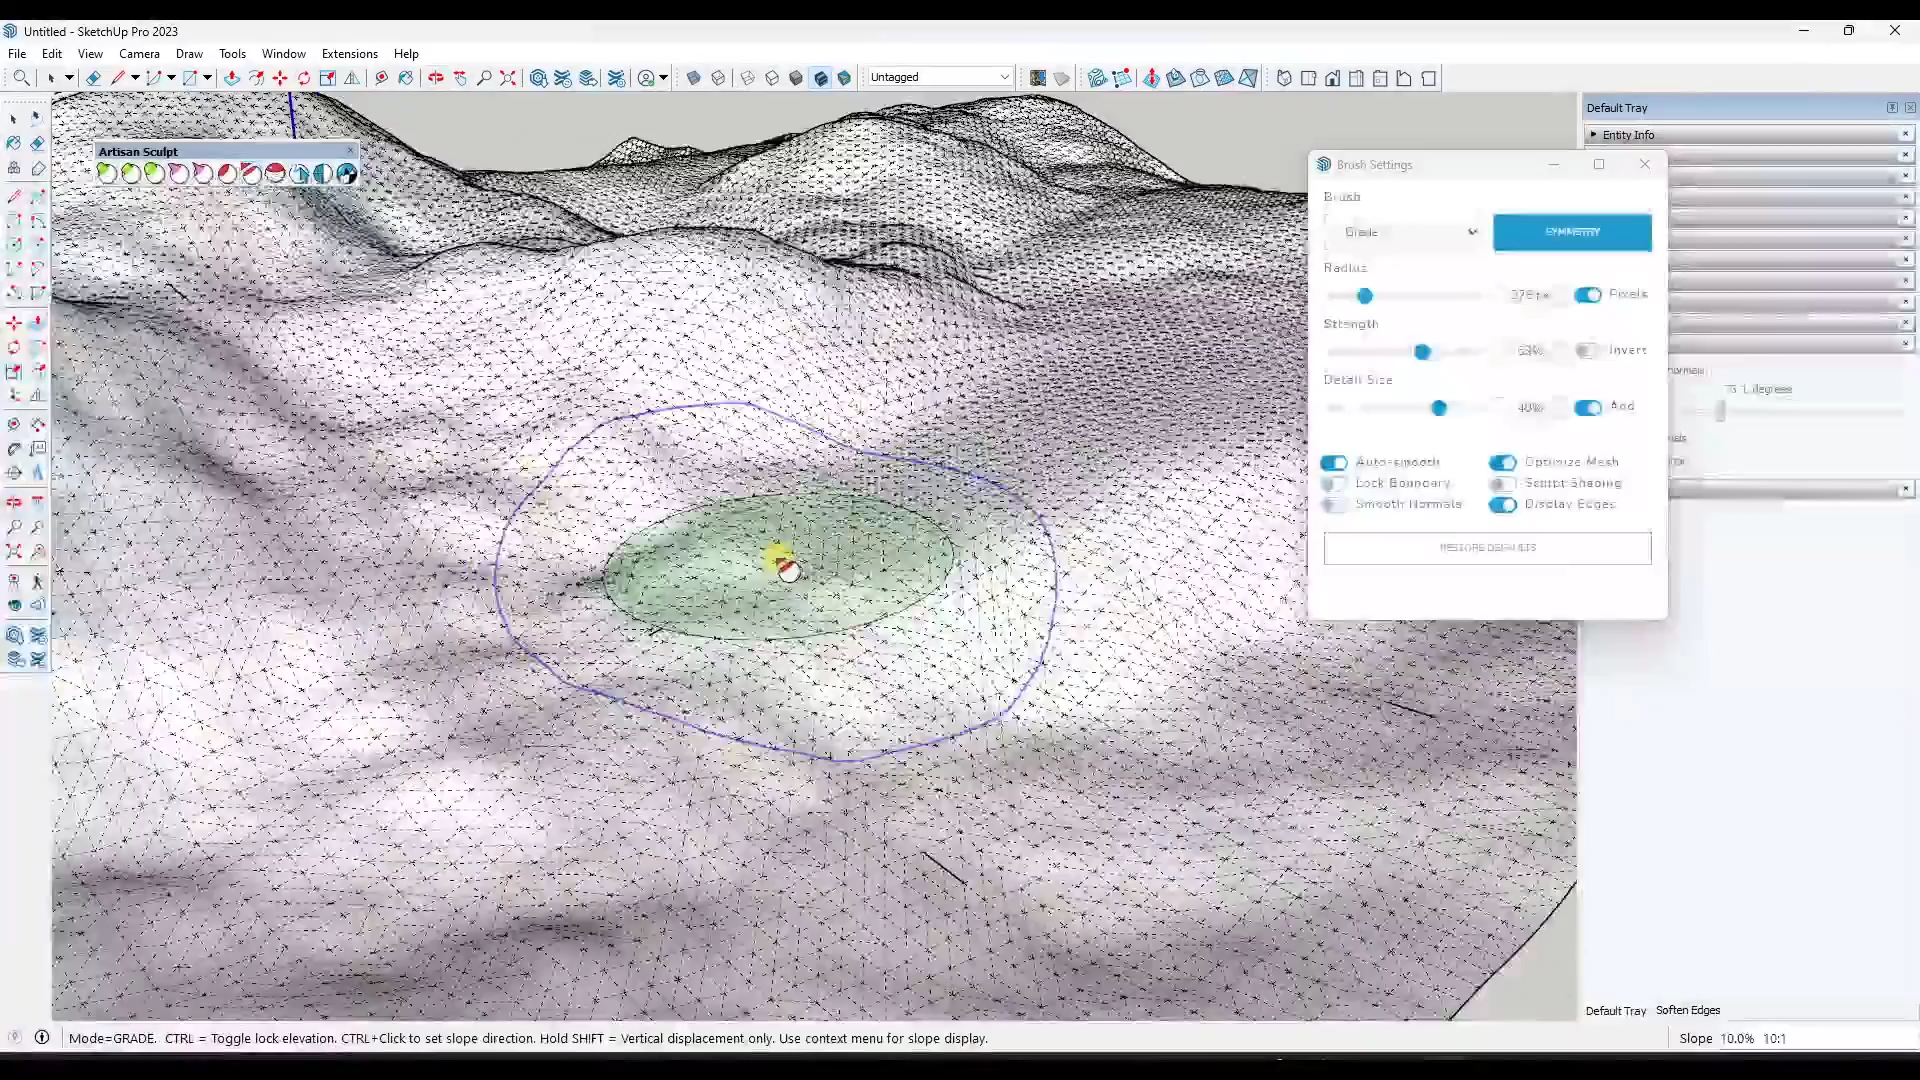 Untitled - SketchUp Pro 2023
File Edit View Camera Draw Tools Window Extensions Help
Untagged
Default Tray
Entity Info
Artisan Sculpt
Brush Settings
Brush
Grade SYMMETRY
Radius
Pixels
Strength
Invert
Detail Size
40% Add
Auto-smooth Optimize Mesh
Lock Boundary Sculpt Shading
Smooth Normals Display Edges
RESTORE DEFAULTS
degrees
Default Tray Soften Edges
Mode=GRADE. CTRL = Toggle lock elevation. CTRL+Click to set slope direction. Hold SHIFT = Vertical displacement only. Use context menu for slope display.
Slope 10.0% 10:1